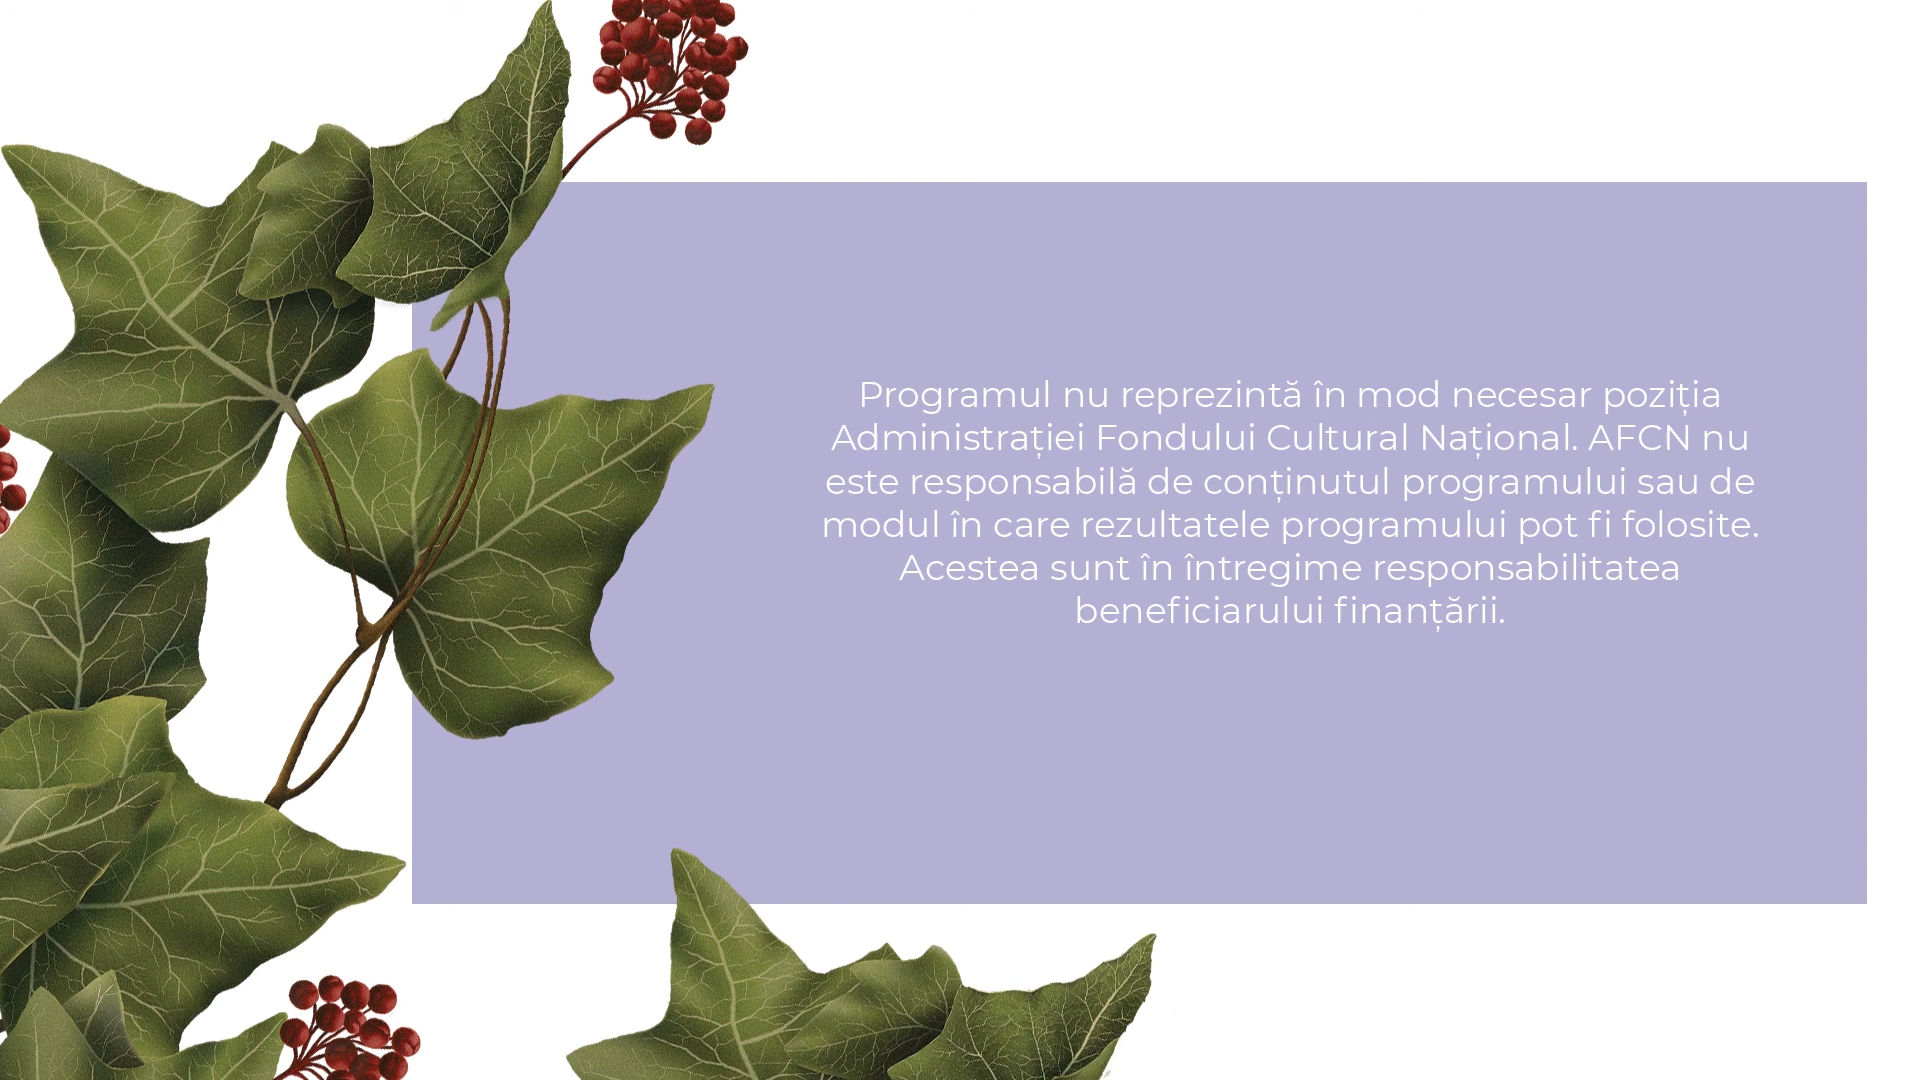 Programul nu reprezintă în mod necesar poziția
Administrației Fondului Cultural Național. AFCN nu
este responsabilă de conținutul programului sau de
modul în care rezultatele programului pot fi folosite.
Acestea sunt în întregime responsabilitatea
beneficiarului finanțării.